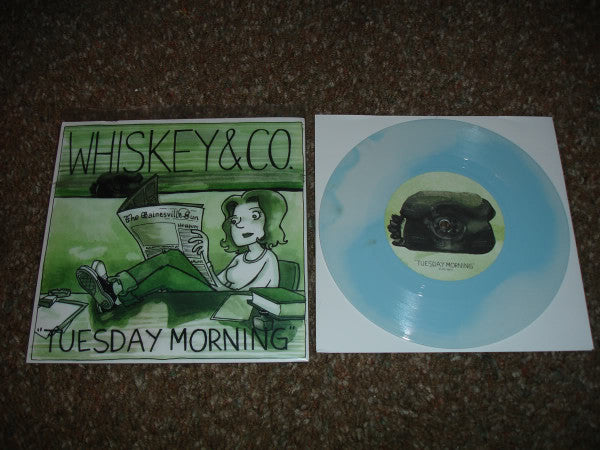 WHISKEY & CO.
The Gainesville Sun
"TUESDAY MORNING"
"TUESDAY MORNING"